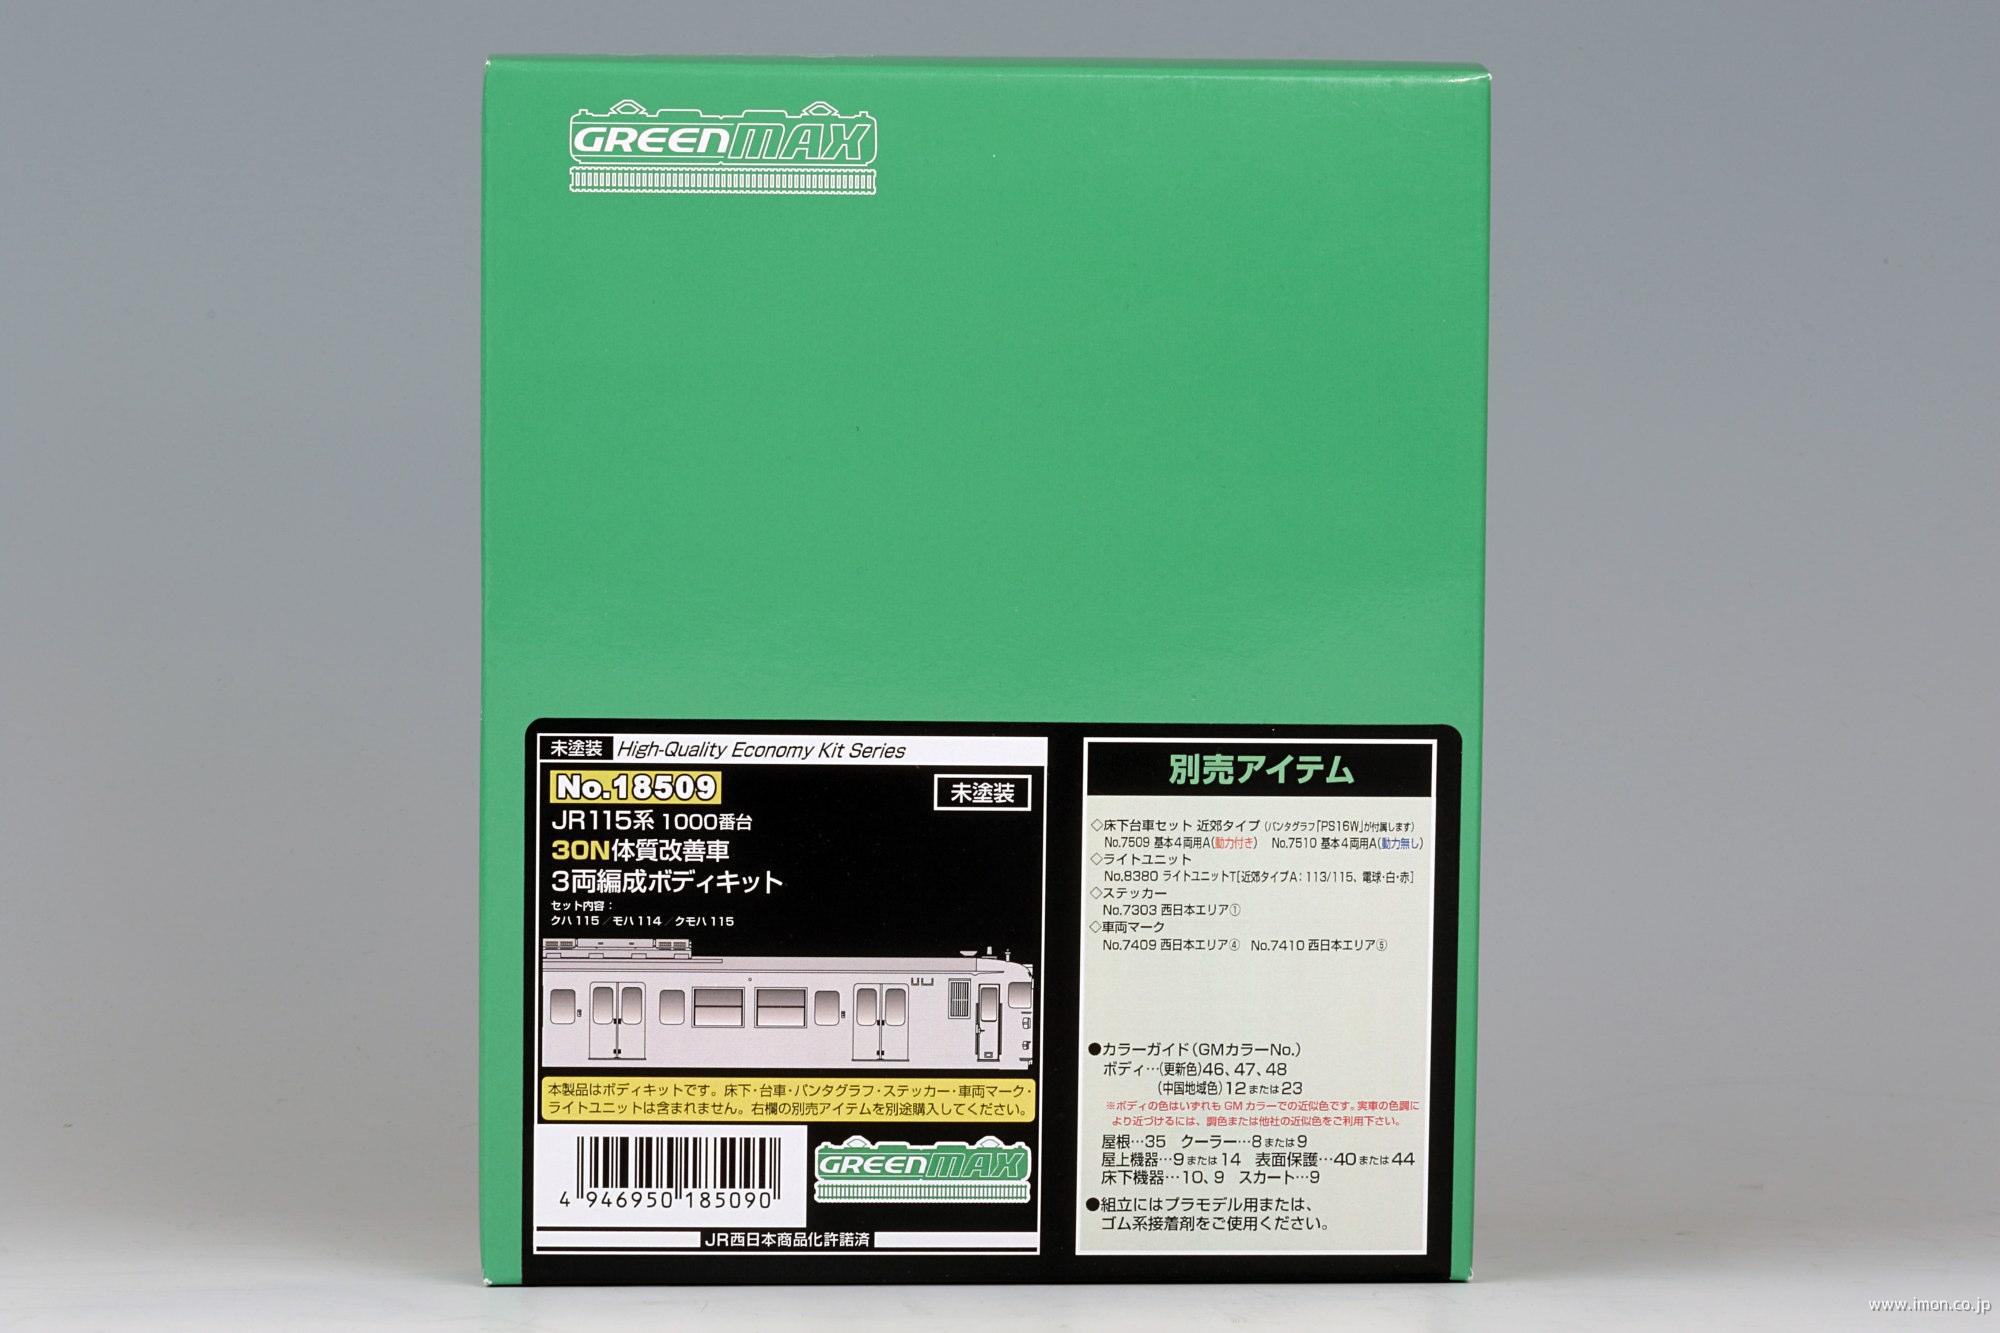 GREENMAX
未塗装 High-Quality Economy Kit Series
No.18509
未塗装
JR115系 1000番台
30N体質改善車
3両編成ボディキット
セット内容：
クハ115／モハ114／クモハ115
本製品はボディキットです。床下・台車・パンタグラフ・ステッカー・車両マーク・
ライトユニットは含まれません。右欄の別売アイテムを別途購入してください。
4 946950 185090
GREENMAX
JR西日本商品化許諾済
別売アイテム
◇床下台車セット 近郊タイプ（パンタグラフ「PS16W」が付属します）
No.7509 基本4両用A（動力付き） No.7510 基本4両用A（動力無し）
◇ライトユニット
No.8380 ライトユニットT［近郊タイプA：113/115、電球・白・赤］
◇ステッカー
No.7303 西日本エリア①
◇車両マーク
No.7409 西日本エリア④ No.7410 西日本エリア⑤
●カラーガイド（GMカラーNo.）
ボディ…（更新色）46、47、48
（中国地域色）12または23
※ボディの色はいずれもGMカラーでの近似色です。実車の色調に
より近づけるには、調色または他社の近似色をご利用下さい。
屋根…35 クーラー…8または9
屋上機器…9または14 表面保護…40または44
床下機器…10、9 スカート…9
●組立にはプラモデル用または、
ゴム系接着剤をご使用ください。
www.imon.co.jp